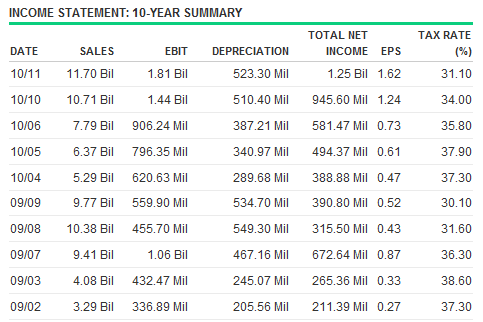 INCOME STATEMENT: 10-YEAR SUMMARY
TOTAL NET TAX RATE
DATE SALES EBIT DEPRECIATION INCOME EPS (%)
10/11 11.70 Bil 1.81 Bil 523.30 Mil 1.25 Bil 1.62 31.10
10/10 10.71 Bil 1.44 Bil 510.40 Mil 945.60 Mil 1.24 34.00
10/06 7.79 Bil 906.24 Mil 387.21 Mil 581.47 Mil 0.73 35.80
10/05 6.37 Bil 796.35 Mil 340.97 Mil 494.37 Mil 0.61 37.90
10/04 5.29 Bil 620.63 Mil 289.68 Mil 388.88 Mil 0.47 37.30
09/09 9.77 Bil 559.90 Mil 534.70 Mil 390.80 Mil 0.52 30.10
09/08 10.38 Bil 455.70 Mil 549.30 Mil 315.50 Mil 0.43 31.60
09/07 9.41 Bil 1.06 Bil 467.16 Mil 672.64 Mil 0.87 36.30
09/03 4.08 Bil 432.47 Mil 245.07 Mil 265.36 Mil 0.33 38.60
09/02 3.29 Bil 336.89 Mil 205.56 Mil 211.39 Mil 0.27 37.30